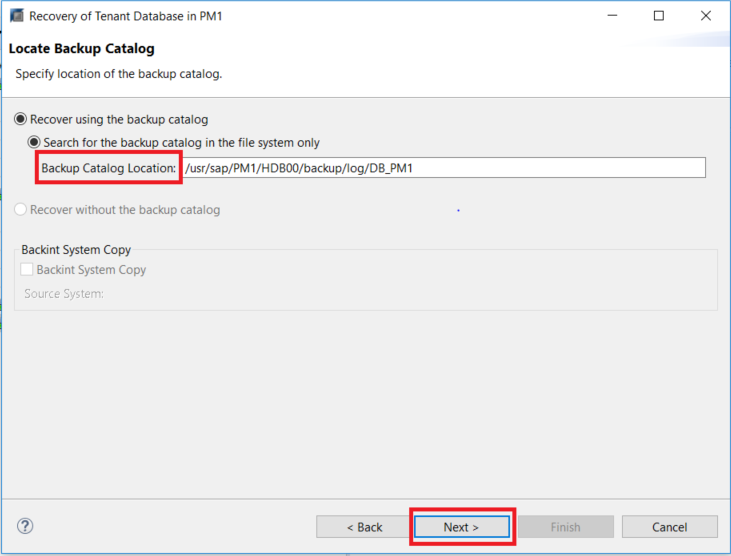 Recovery of Tenant Database in PM1
Locate Backup Catalog
Specify location of the backup catalog.
Recover using the backup catalog
Search for the backup catalog in the file system only
Backup Catalog Location: /usr/sap/PM1/HDB00/backup/log/DB_PM1
Recover without the backup catalog
Backint System Copy
Backint System Copy
Source System:
? < Back Next > Finish Cancel